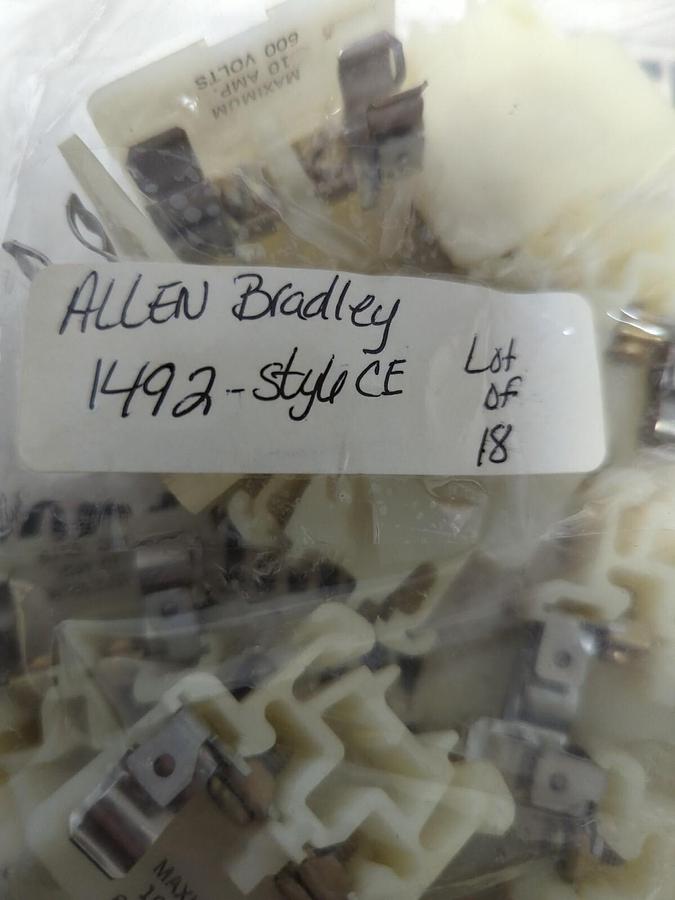 MAXIMUM
10 AMP.
600 VOLTS
ALLEN Bradley
1492-Style CE
Lot
of
18